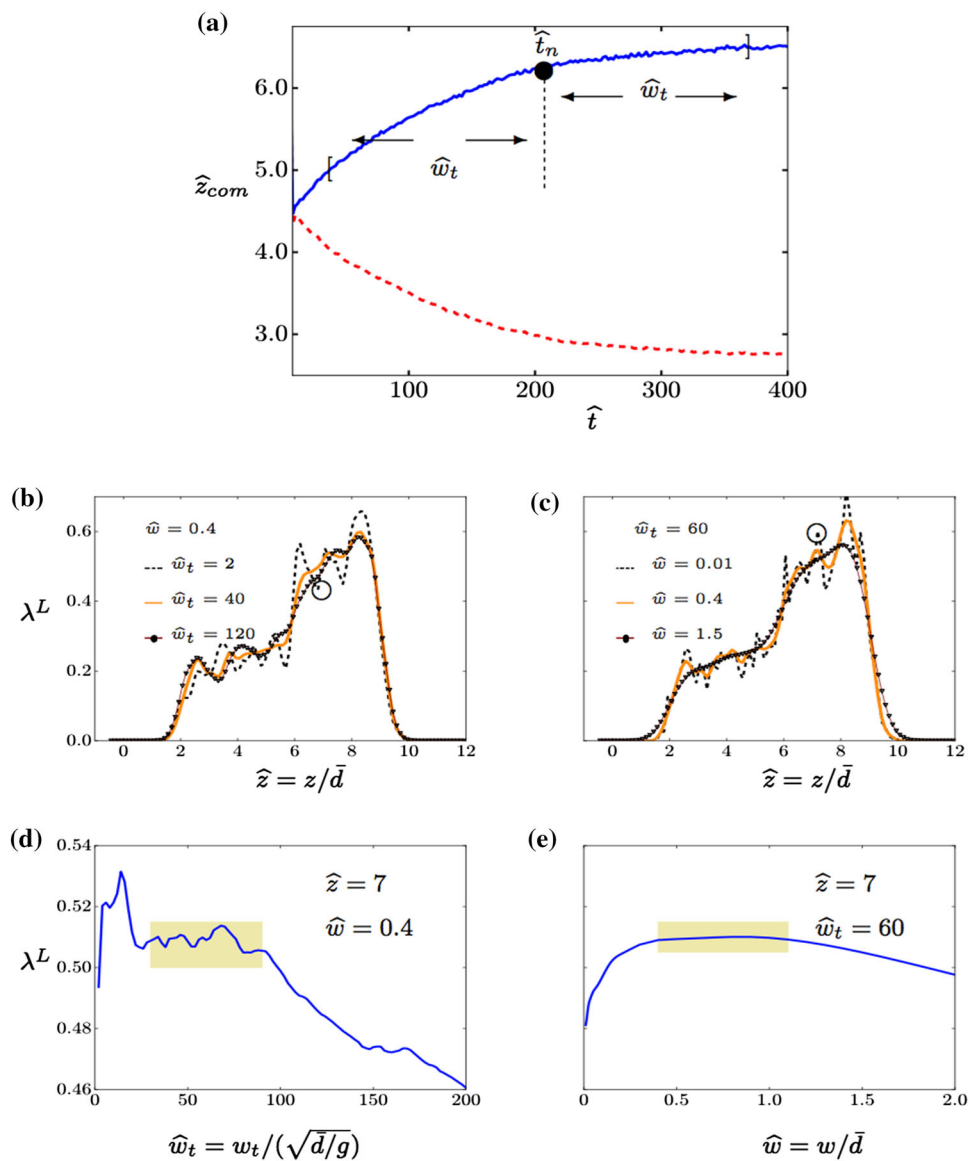 (a)
t̂ₙ
6.0
ŵₜ
5.0
ẑ_com
ŵₜ
4.0
3.0
100 200 300 400
t̂
(b)
0.6
ŵ = 0.4
ŵₜ = 2
0.4
ŵₜ = 40
λᴸ
0.2
ŵₜ = 120
0.0
0 2 4 6 8 10 12
ẑ = z/d̄
(c)
ŵₜ = 60
ŵ = 0.01
ŵ = 0.4
ŵ = 1.5
0 2 4 6 8 10 12
ẑ = z/d̄
(d)
0.54
ẑ = 7
0.52
ŵ = 0.4
λᴸ
0.50
0.48
0.46
0 50 100 150 200
ŵₜ = wₜ/(√d̄/g)
(e)
ẑ = 7
ŵₜ = 60
0.0 0.5 1.0 1.5 2.0
ŵ = w/d̄